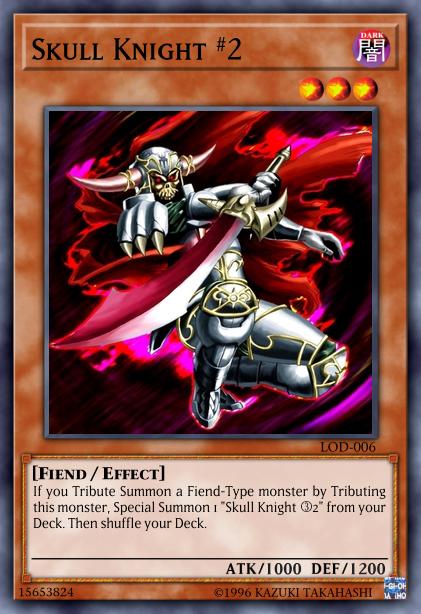 SKULL KNIGHT #2
DARK
闇
LOD-006
[FIEND / EFFECT]
If you Tribute Summon a Fiend-Type monster by Tributing
this monster, Special Summon 1 "Skull Knight ③2" from your
Deck. Then shuffle your Deck.
ATK/1000 DEF/1200
15653824
©1996 KAZUKI TAKAHASHI